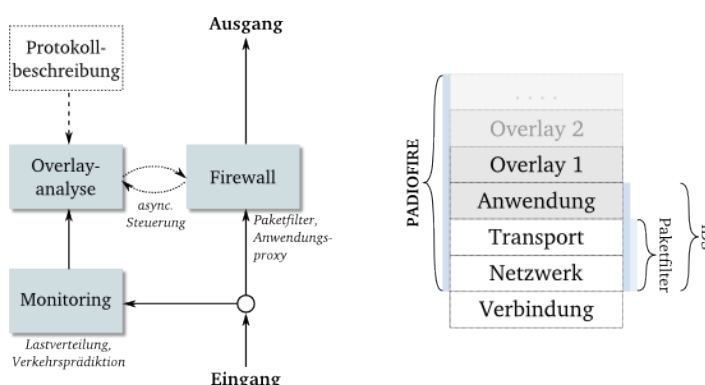 Ausgang
Protokoll-
beschreibung
Overlay-
analyse
async.
Steuerung
Firewall
Paketfilter,
Anwendungs-
proxy
Monitoring
Lastverteilung,
Verkehrsprädiktion
Eingang
PADIOFIRE
. . . .
Overlay 2
Overlay 1
Anwendung
Transport
Netzwerk
Verbindung
Paketfilter